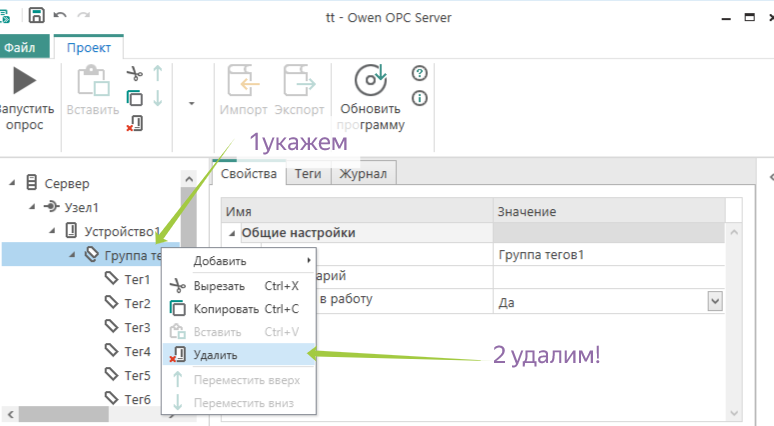 tt - Owen OPC Server
Файл
Проект
Запустить опрос
Вставить
Импорт
Экспорт
Обновить программу
1укажем
Сервер
Узел1
Устройство1
Группа
Тег1
Тег2
Тег3
Тег4
Тег5
Тег6
Свойства
Теги
Журнал
Имя
Значение
Общие настройки
Группа тегов1
в работу
Да
Добавить
Вырезать Ctrl+X
Копировать Ctrl+C
Вставить Ctrl+V
Удалить
Переместить вверх
Переместить вниз
2 удалим!